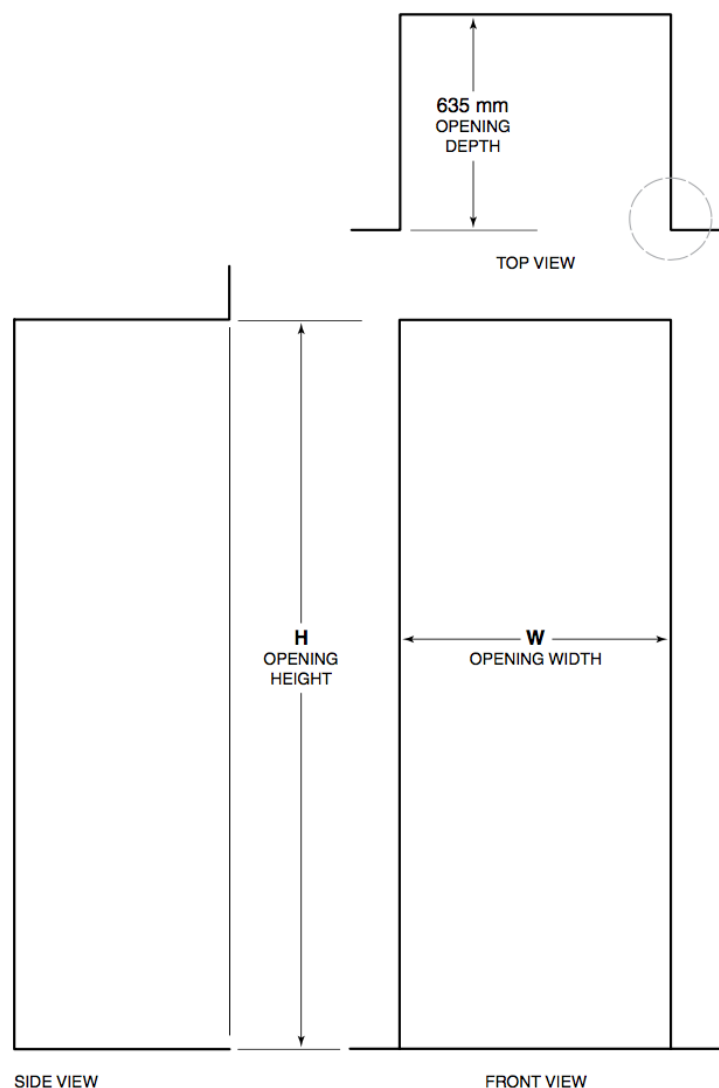 635 mm
OPENING
DEPTH
TOP VIEW
H
OPENING
HEIGHT
W
OPENING WIDTH
SIDE VIEW
FRONT VIEW